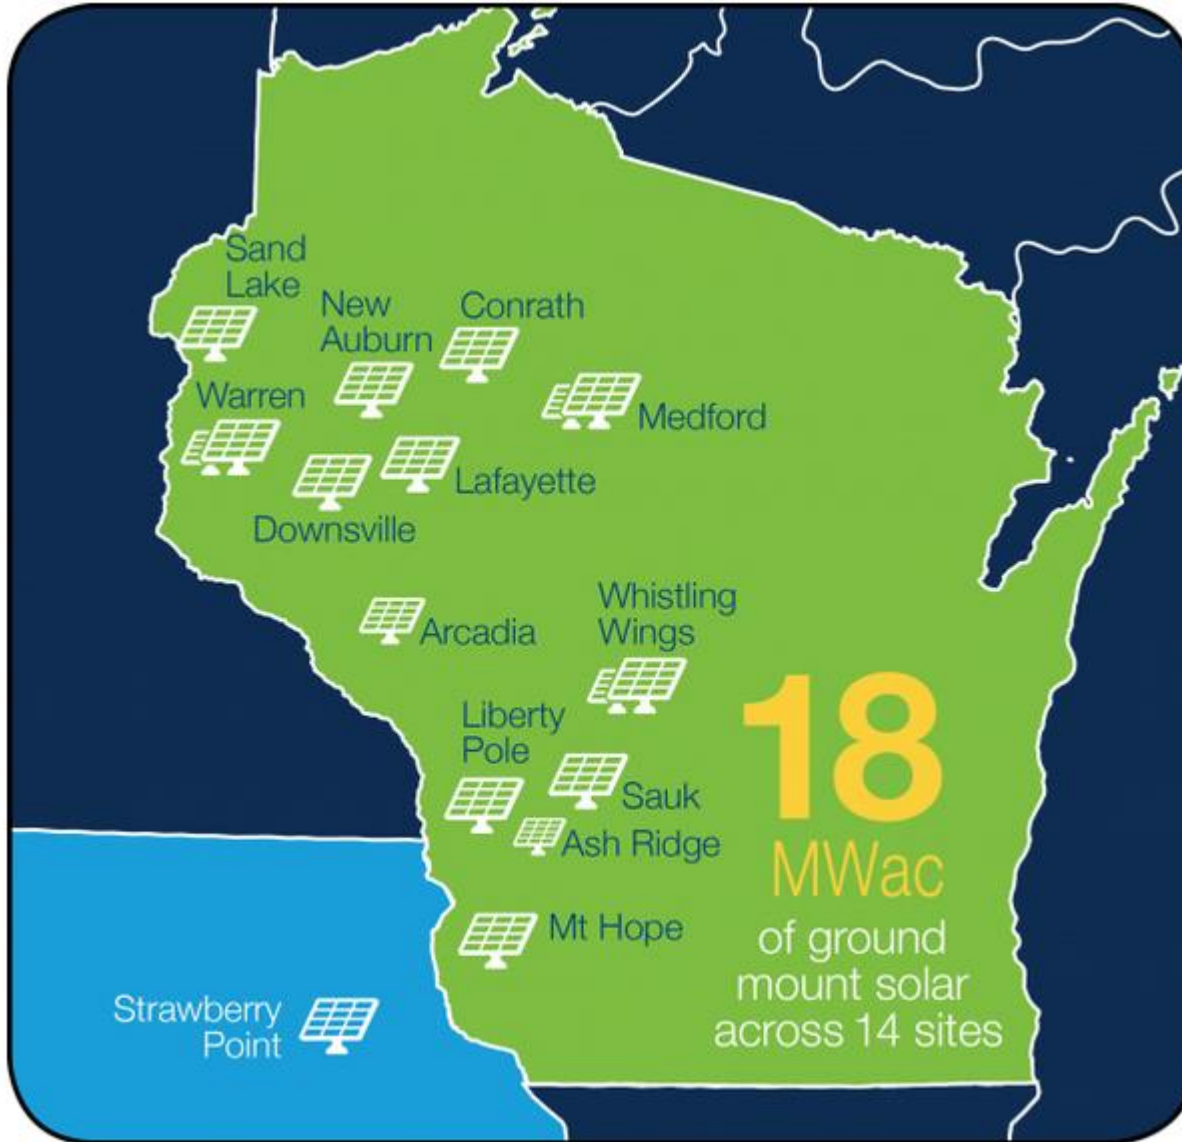 Sand
Lake
New
Auburn
Conrath
Warren
Medford
Lafayette
Downsville
Arcadia
Whistling
Wings
Liberty
Pole
Sauk
Ash Ridge
Mt Hope
Strawberry
Point
18
MWac
of ground
mount solar
across 14 sites